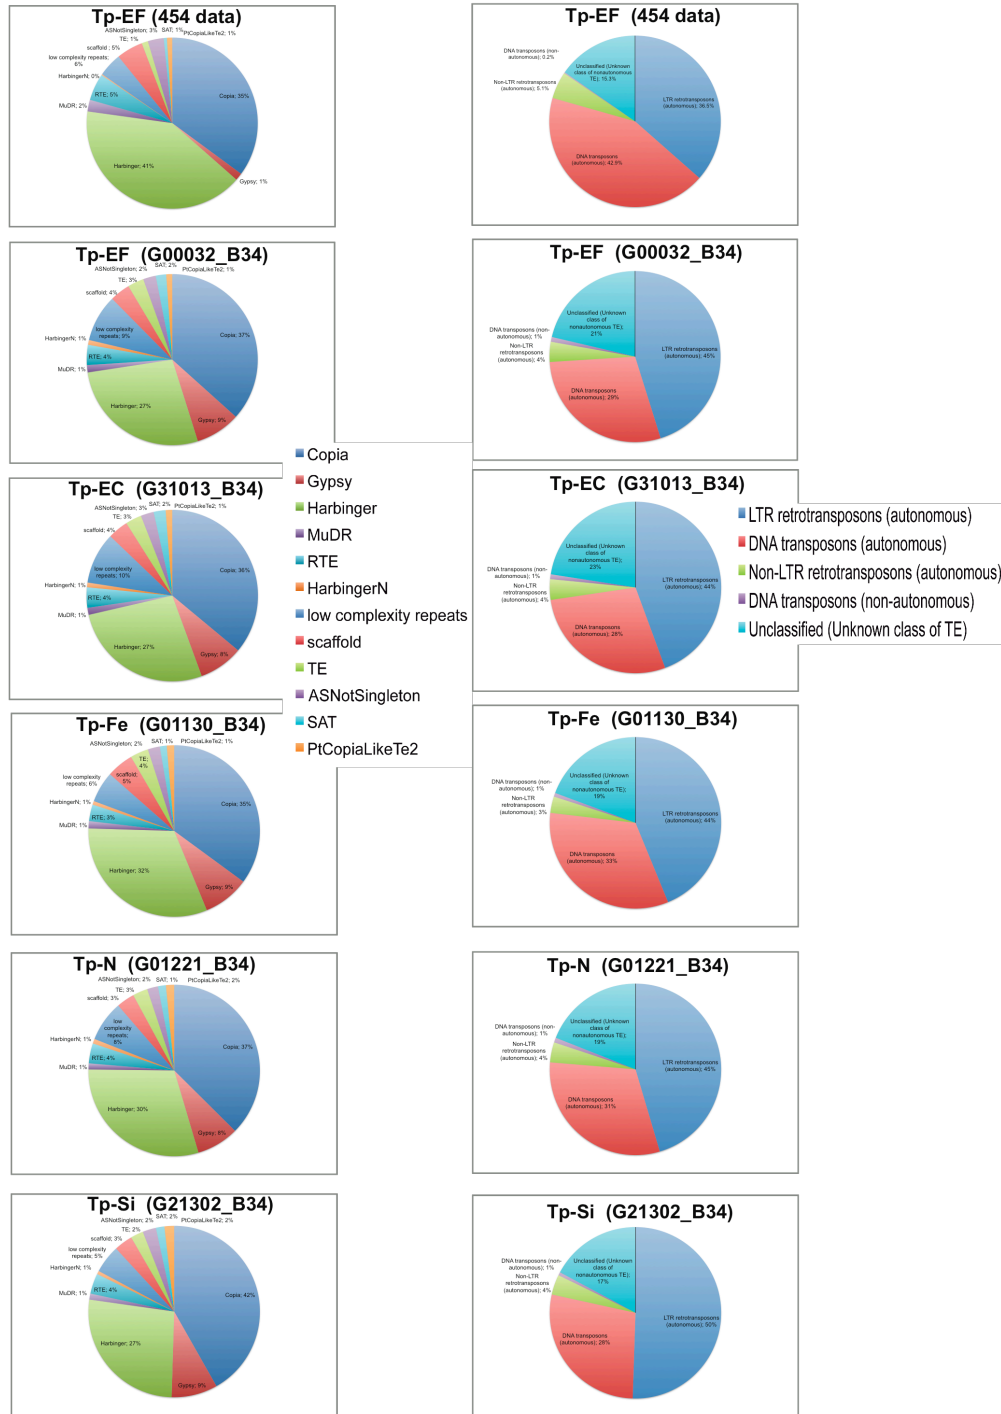 Tp-EF (454 data)
ASNotSingleton; 3%
SAT; 1%
PtCopiaLikeTe2; 1%
TE; 1%
scaffold ; 5%
low complexity repeats;
6%
HarbingerN; 0%
RTE; 5%
MuDR; 2%
Copia; 35%
Harbinger; 41%
Gypsy; 1%
Tp-EF (454 data)
DNA transposons (non-
autonomous); 0.2%
Unclassified (Unknown
class of nonautonomous
TE); 15.3%
Non-LTR retrotransposons
(autonomous); 5.1%
LTR retrotransposons
(autonomous); 36.5%
DNA transposons
(autonomous); 42.9%
Tp-EF (G00032_B34)
ASNotSingleton; 2%
SAT; 2%
PtCopiaLikeTe2; 1%
TE; 3%
scaffold; 4%
low complexity
repeats; 9%
HarbingerN; 1%
RTE; 4%
MuDR; 1%
Copia; 37%
Harbinger; 27%
Gypsy; 9%
Tp-EF (G00032_B34)
Unclassified (Unknown
class of
nonautonomous TE);
21%
DNA transposons (non-
autonomous); 1%
Non-LTR
retrotransposons
(autonomous); 4%
LTR retrotransposons
(autonomous); 45%
DNA transposons
(autonomous); 29%
Copia
Gypsy
Harbinger
MuDR
RTE
HarbingerN
low complexity repeats
scaffold
TE
ASNotSingleton
SAT
PtCopiaLikeTe2
Tp-EC (G31013_B34)
ASNotSingleton; 3%
SAT; 2%
PtCopiaLikeTe2; 1%
TE; 3%
scaffold; 4%
low complexity
repeats; 10%
HarbingerN; 1%
RTE; 4%
MuDR; 1%
Copia; 36%
Harbinger; 27%
Gypsy; 8%
Tp-EC (G31013_B34)
Unclassified (Unknown
class of
nonautonomous TE);
23%
DNA transposons (non-
autonomous); 1%
Non-LTR
retrotransposons
(autonomous); 4%
LTR retrotransposons
(autonomous); 44%
DNA transposons
(autonomous); 28%
LTR retrotransposons (autonomous)
DNA transposons (autonomous)
Non-LTR retrotransposons (autonomous)
DNA transposons (non-autonomous)
Unclassified (Unknown class of TE)
Tp-Fe (G01130_B34)
ASNotSingleton; 2%
SAT; 1%
PtCopiaLikeTe2; 1%
TE;
4%
scaffold;
5%
low complexity
repeats; 6%
HarbingerN; 1%
RTE; 3%
MuDR; 1%
Copia; 35%
Harbinger; 32%
Gypsy; 9%
Tp-Fe (G01130_B34)
Unclassified (Unknown
class of
nonautonomous TE);
19%
DNA transposons (non-
autonomous); 1%
Non-LTR
retrotransposons
(autonomous); 3%
LTR retrotransposons
(autonomous); 44%
DNA transposons
(autonomous); 33%
Tp-N (G01221_B34)
ASNotSingleton; 2%
SAT; 1%
PtCopiaLikeTe2; 2%
TE; 3%
scaffold; 3%
low
complexity
repeats;
8%
HarbingerN; 1%
RTE; 4%
MuDR; 1%
Copia; 37%
Harbinger; 30%
Gypsy; 8%
Tp-N (G01221_B34)
Unclassified (Unknown
class of
nonautonomous TE);
19%
DNA transposons (non-
autonomous); 1%
Non-LTR
retrotransposons
(autonomous); 4%
LTR retrotransposons
(autonomous); 45%
DNA transposons
(autonomous); 31%
Tp-Si (G21302_B34)
ASNotSingleton; 2%
SAT; 2%
PtCopiaLikeTe2; 2%
TE; 2%
scaffold; 3%
low complexity
repeats; 5%
HarbingerN; 1%
RTE; 4%
MuDR; 1%
Copia; 42%
Harbinger; 27%
Gypsy; 9%
Tp-Si (G21302_B34)
Unclassified (Unknown
class of
nonautonomous TE);
17%
DNA transposons (non-
autonomous); 1%
Non-LTR
retrotransposons
(autonomous); 4%
LTR retrotransposons
(autonomous); 50%
DNA transposons
(autonomous); 28%